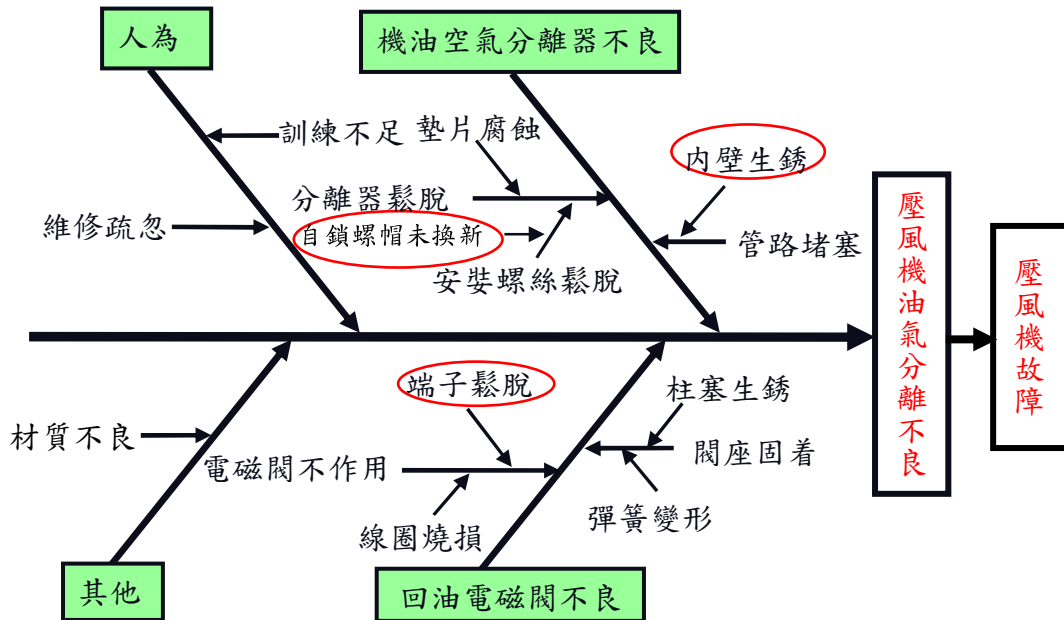 人為
機油空氣分離器不良
訓練不足
墊片腐蝕
內壁生銹
分離器鬆脫
維修疏忽
自鎖螺帽未換新
管路堵塞
安裝螺絲鬆脫
壓風機油氣分離不良
壓風機故障
端子鬆脫
柱塞生銹
材質不良
電磁閥不作用
閥座固着
彈簧變形
線圈燒損
其他
回油電磁閥不良